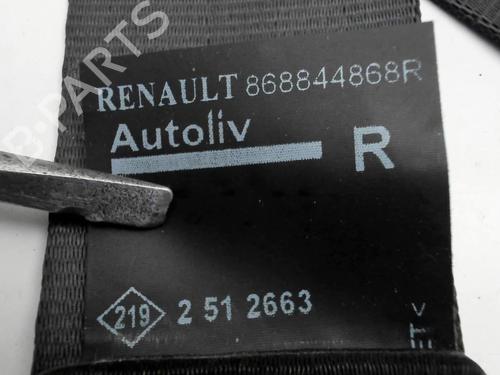 RENAULT 868844868R
Autoliv
R
219 2 51 2663
B-PARTS